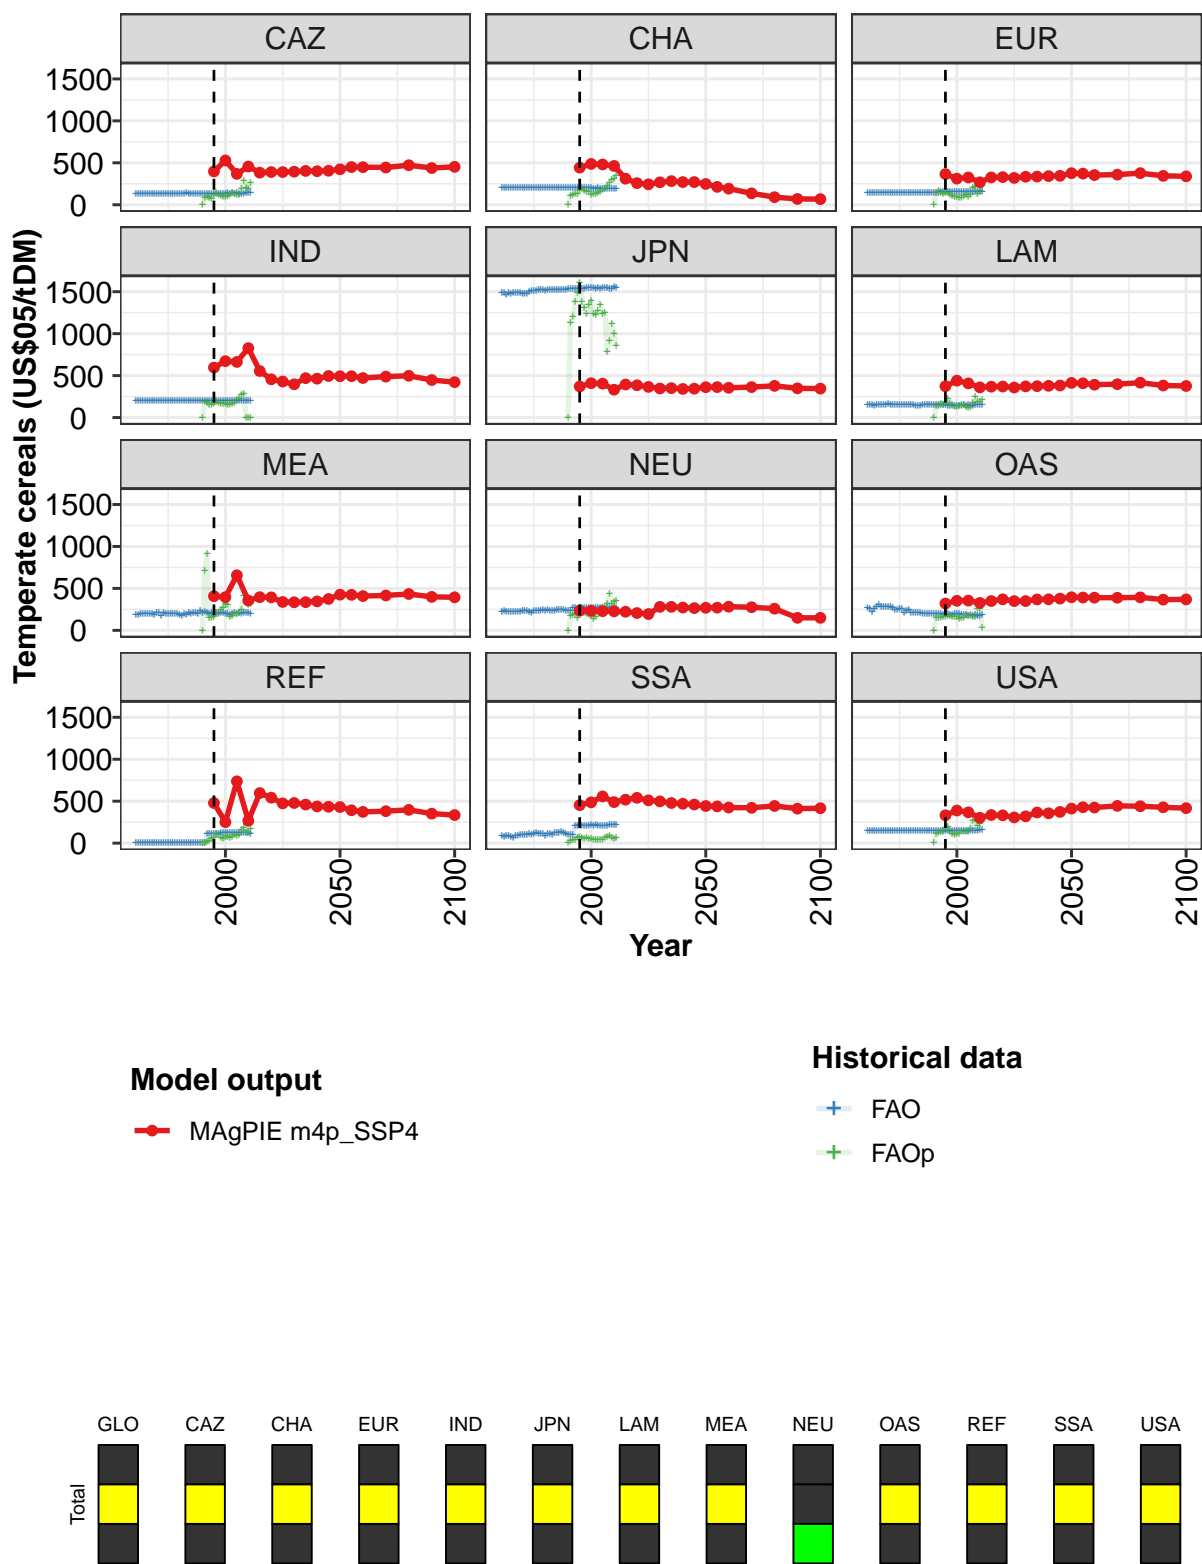 CAZ CHA EUR
1500
1000
500
0
IND JPN LAM
1500
1000
500
0
MEA NEU OAS
1500
1000
500
0
REF SSA USA
1500
1000
500
0
2000 2050 2100 2000 2050 2100 2000 2050 2100
Year
Temperate cereals (US$05/tDM)
Model output
MAgPIE m4p_SSP4
Historical data
FAO
FAOp
GLO CAZ CHA EUR IND JPN LAM MEA NEU OAS REF SSA USA
Total